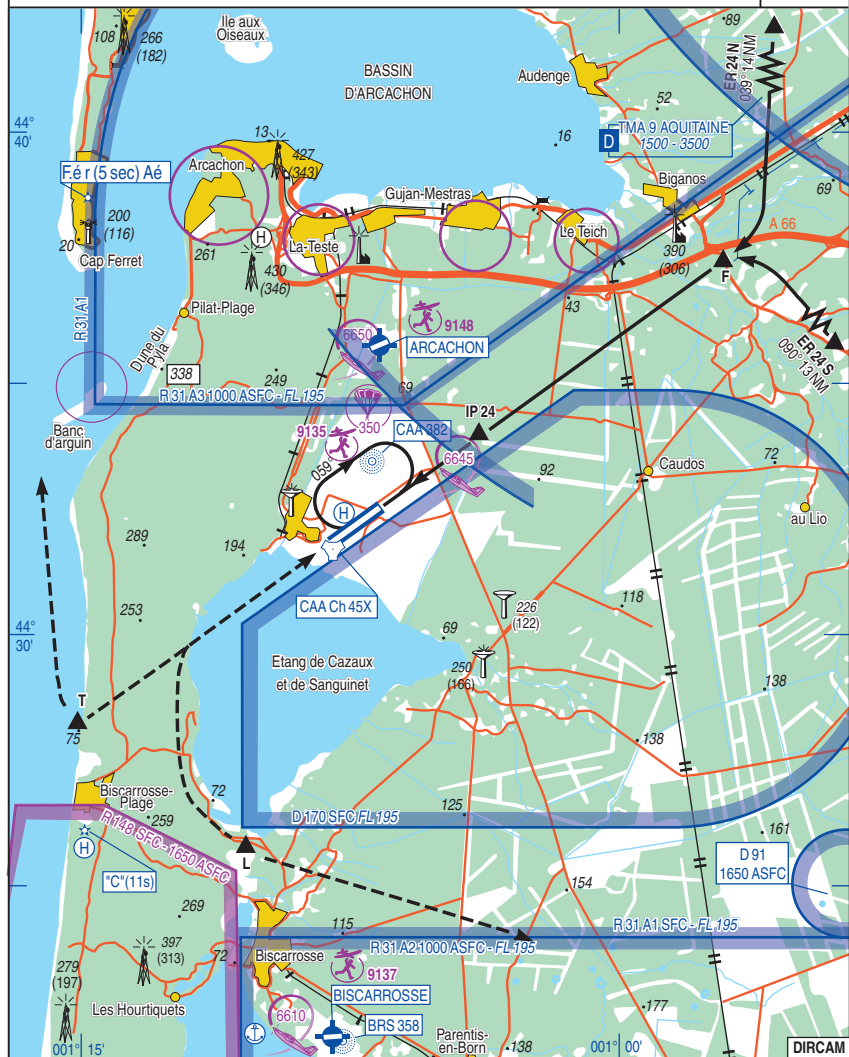 108
266
(182)
Ile aux
Oiseaux
89
BASSIN
D'ARCACHON
Audenge
ER 24 N
039° 14 NM
52
44°
40'
13
427
(343)
16
D
TMA 9 AQUITAINE
1500 - 3500
F.é r (5 sec) Aé
Arcachon
Gujan-Mestras
Biganos
69
200
(116)
20
Cap Ferret
261
H
La-Teste
Le Teich
A 66
430
(346)
390
(306)
F
R 31 A1
Pilat-Plage
43
Dune du
Pyla
6650
9148
ARCACHON
ER 24 S
090° 13 NM
338
249
69
R 31 A3 1000 ASFC - FL 195
350
IP 24
Banc
d'arguin
9135
CAA 382
059°
6645
Caudos
72
92
au Lio
H
289
194
CAA Ch 45X
253
226
(122)
118
44°
30'
69
Etang de Cazaux
et de Sanguinet
250
(166)
138
T
75
138
Biscarrosse-
Plage
72
259
125
D 170 SFC FL 195
R 148 SFC - 1650 ASFC
H
"C"(11s)
L
161
D 91
1650 ASFC
154
269
115
R 31 A1 SFC - FL 195
R 31 A2 1000 ASFC - FL 195
397
(313)
72
Biscarrosse
279
(197)
9137
BISCARROSSE
Les Hourtiquets
6610
BRS 358
177
Parentis-
en-Born
138
001° 15'
001° 00'
DIRCAM